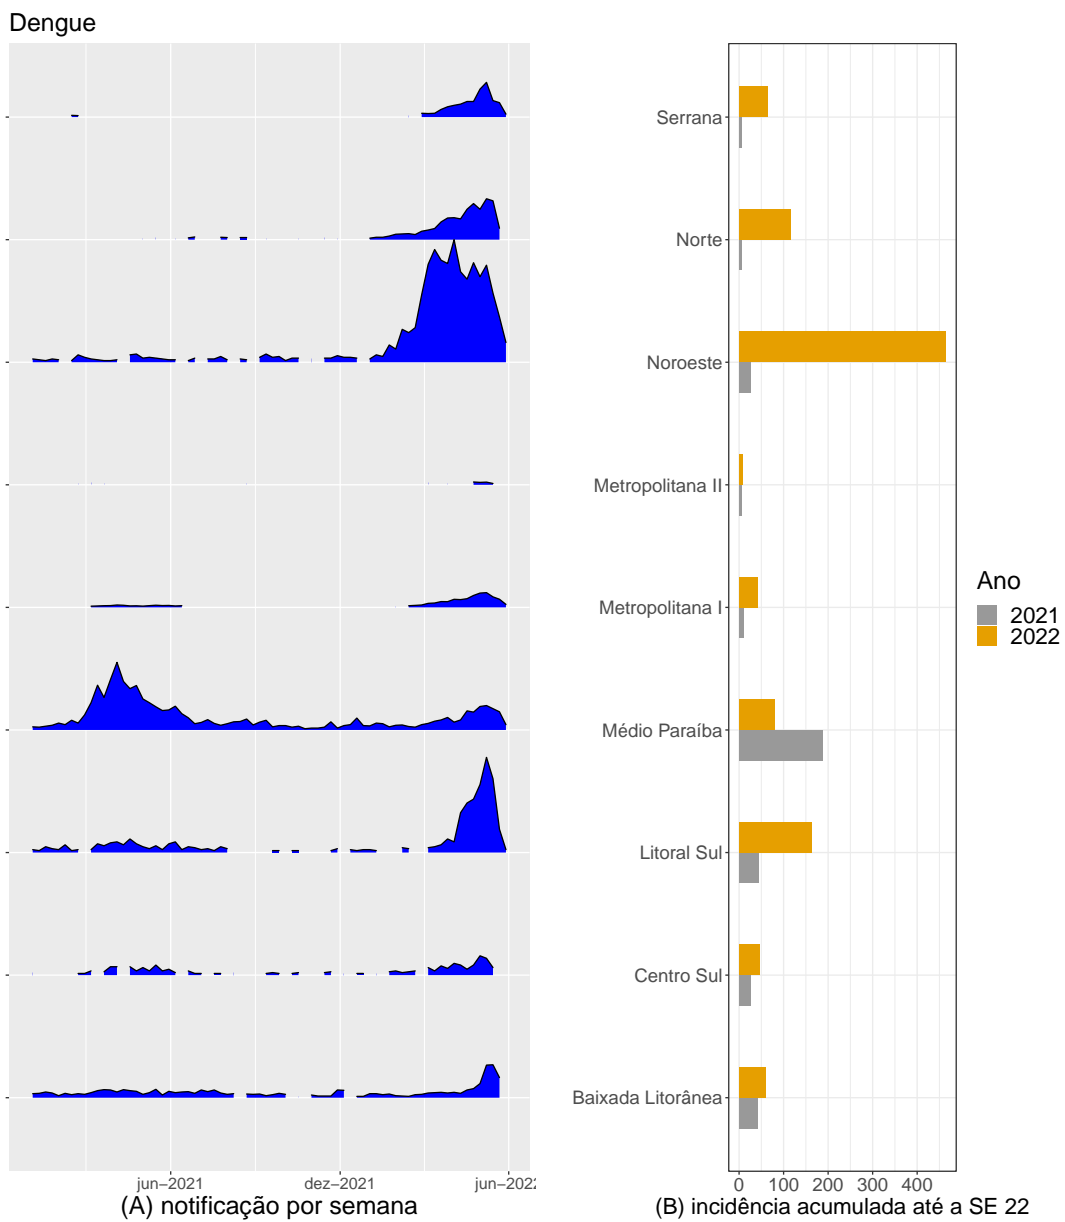 Dengue
Serrana
Norte
Noroeste
Metropolitana II
Metropolitana I
Médio Paraíba
Litoral Sul
Centro Sul
Baixada Litorânea
Ano
2021
2022
jun−2021 dez−2021 jun−2022
0 100 200 300 400
(A) notificação por semana
(B) incidência acumulada até a SE 22